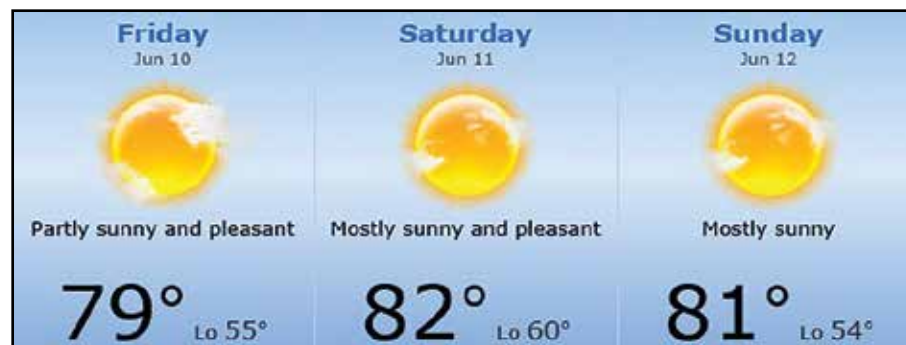 Friday
Jun 10
Partly sunny and pleasant
79° Lo 55°
Saturday
Jun 11
Mostly sunny and pleasant
82° Lo 60°
Sunday
Jun 12
Mostly sunny
81° Lo 54°